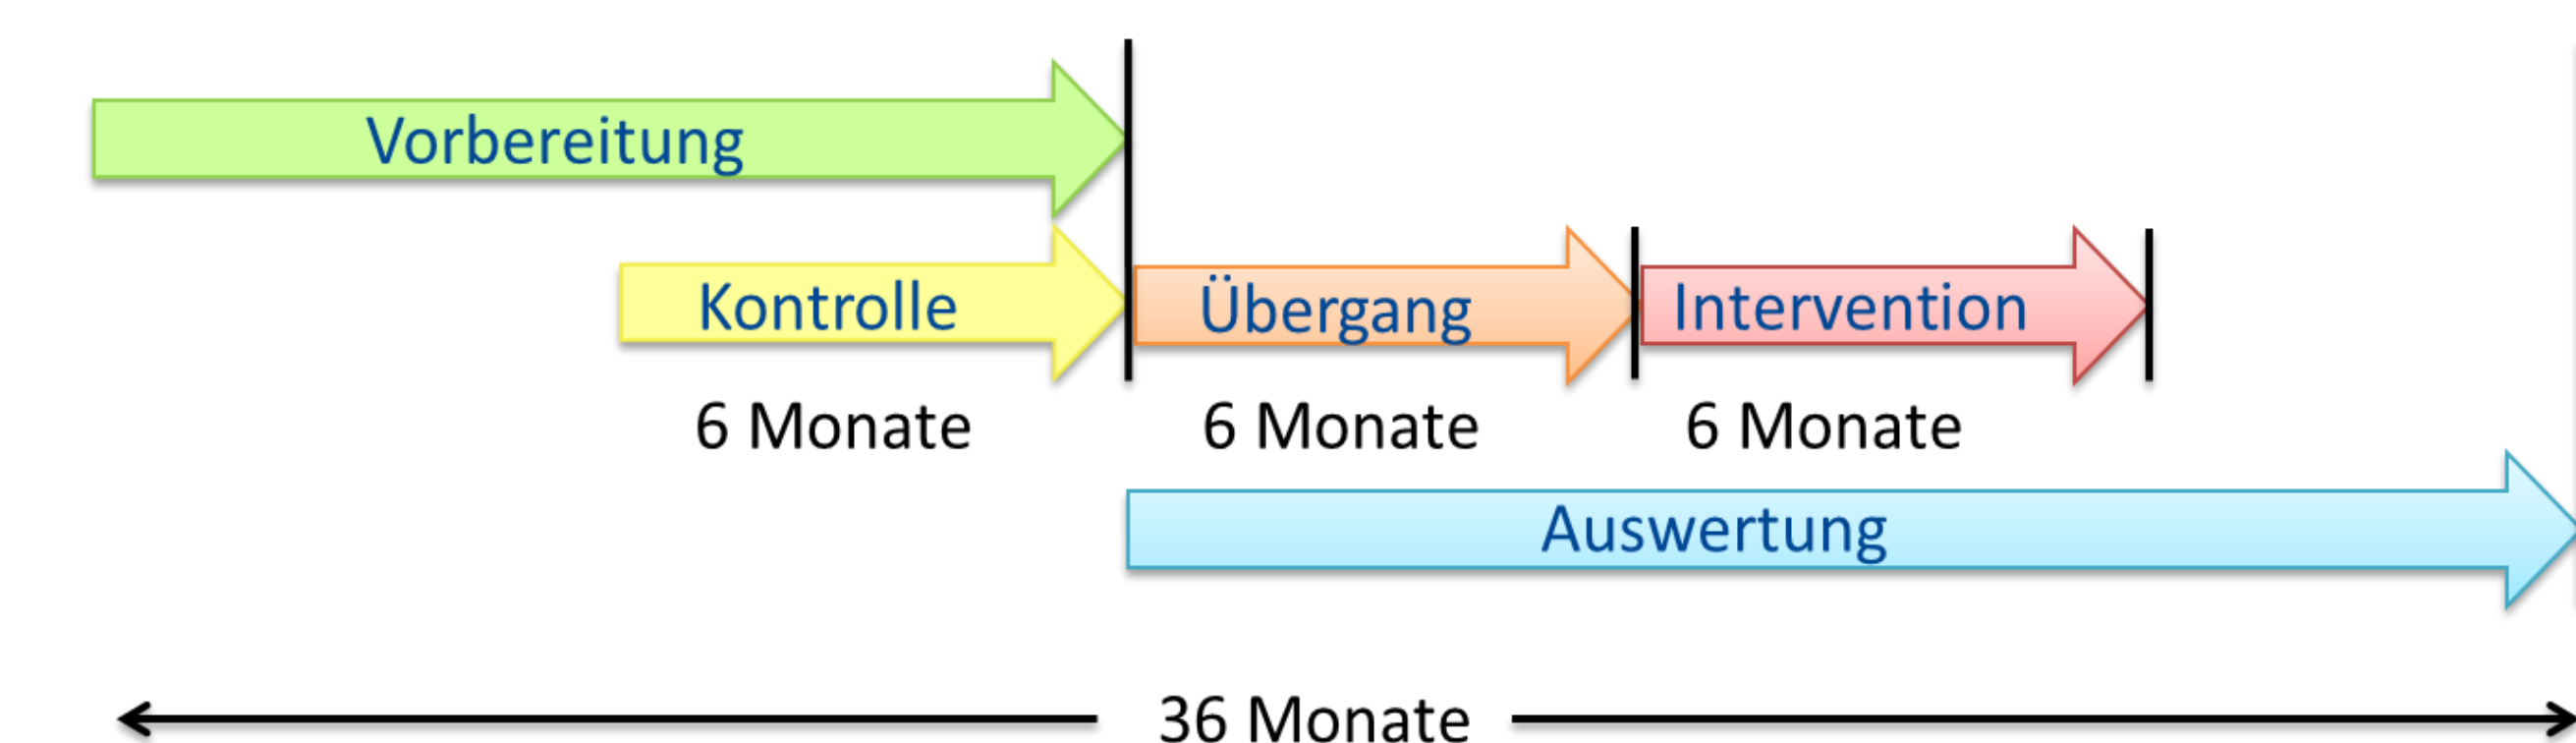 Vorbereitung
Kontrolle
Übergang
Intervention
6 Monate
6 Monate
6 Monate
Auswertung
36 Monate